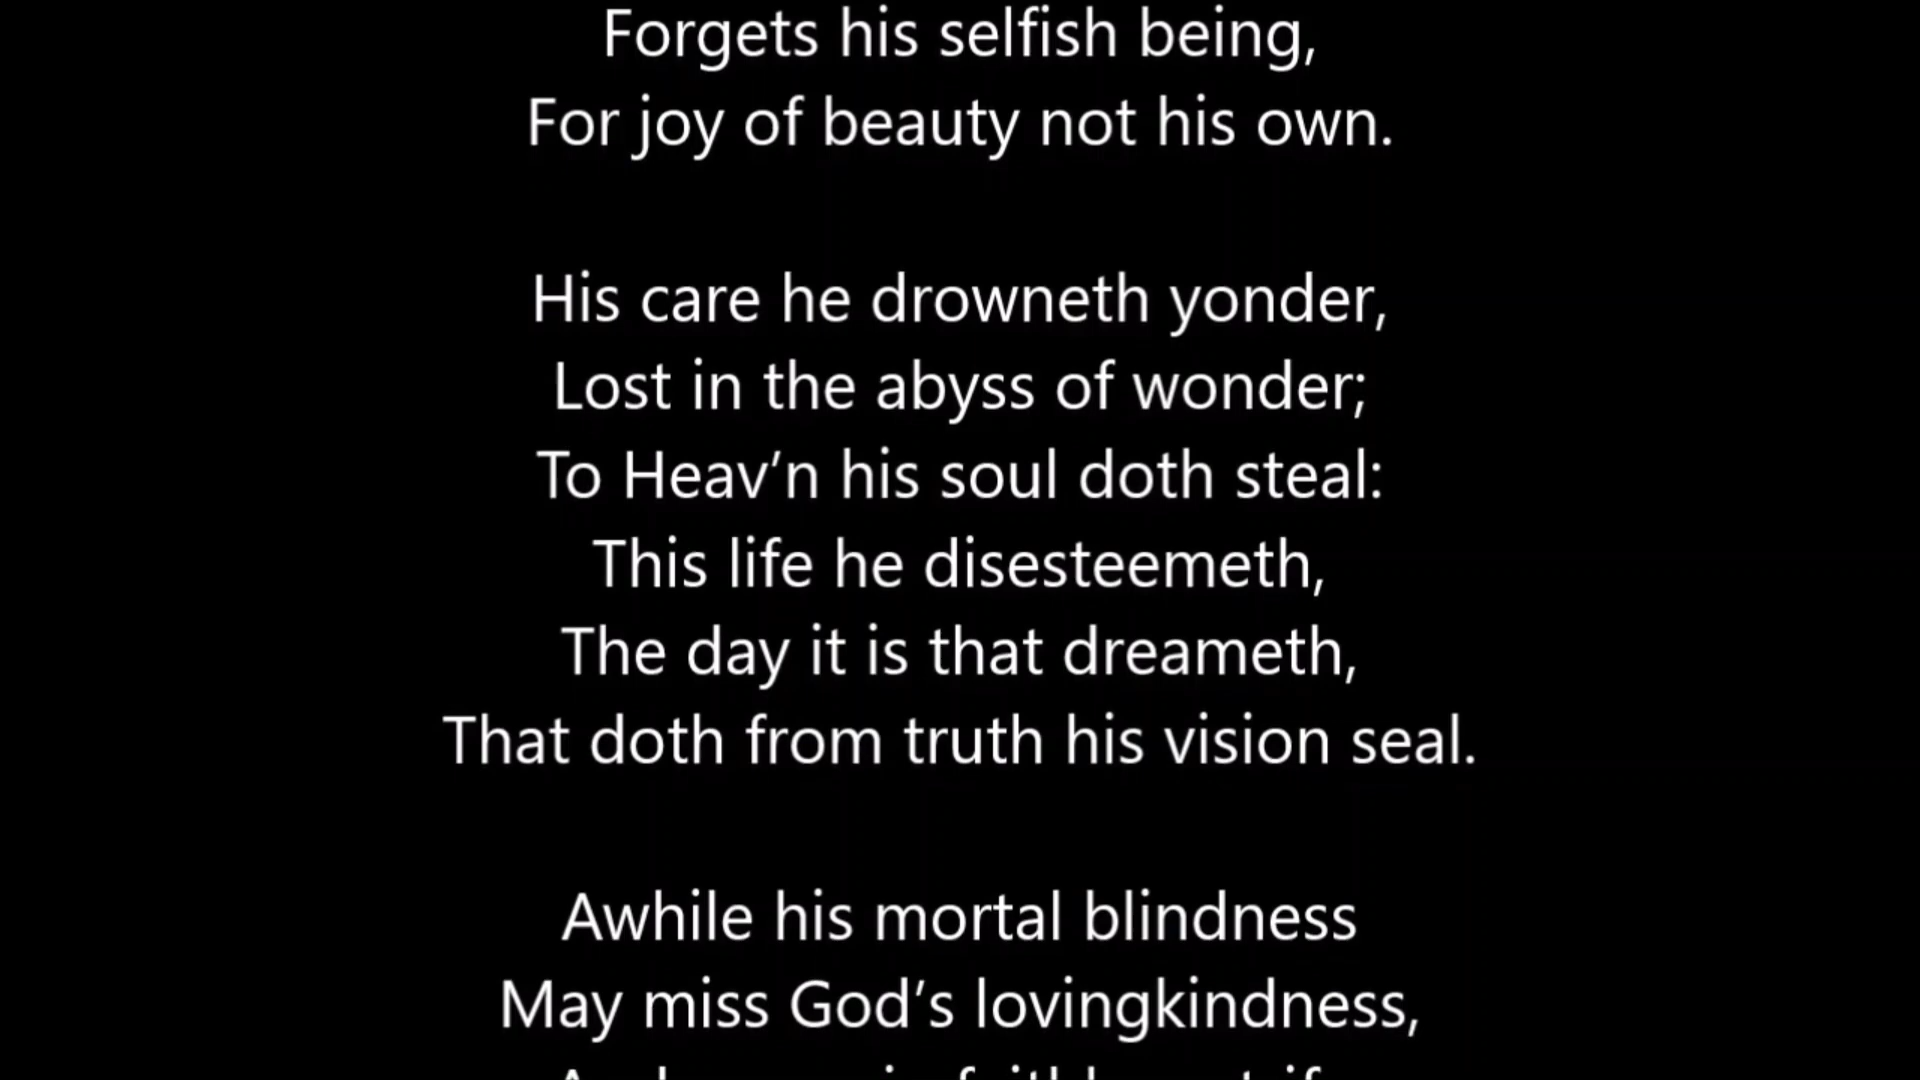 Forgets his selfish being,
For joy of beauty not his own.
His care he drowneth yonder,
Lost in the abyss of wonder;
To Heav’n his soul doth steal:
This life he disesteemeth,
The day it is that dreameth,
That doth from truth his vision seal.
Awhile his mortal blindness
May miss God’s lovingkindness,